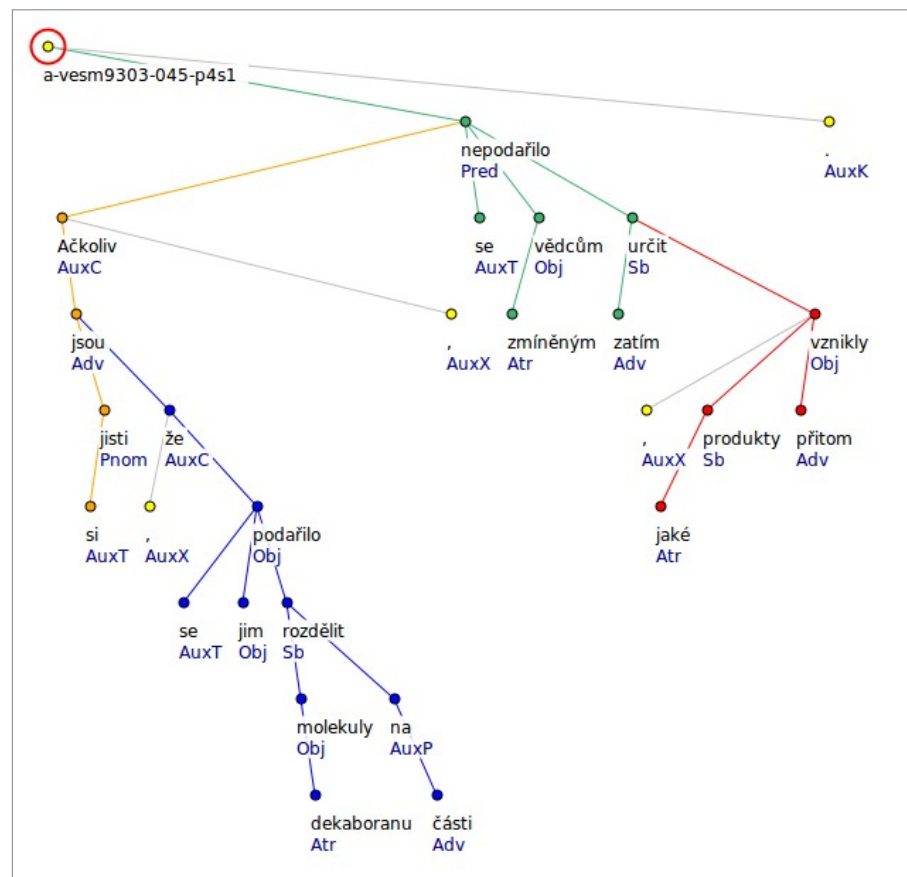 a-vesm9303-045-p4s1
nepodařilo
Pred
.
AuxK
Ačkoliv
AuxC
se
AuxT
vědcům
Obj
určit
Sb
jsou
Adv
,
AuxX
zmíněným
Atr
zatím
Adv
vznikly
Obj
jisti
Pnom
že
AuxC
,
AuxX
produkty
Sb
přitom
Adv
si
AuxT
,
AuxX
podařilo
Obj
jaké
Atr
se
AuxT
jim
Obj
rozdělit
Sb
molekuly
Obj
na
AuxP
dekaboranu
Atr
části
Adv